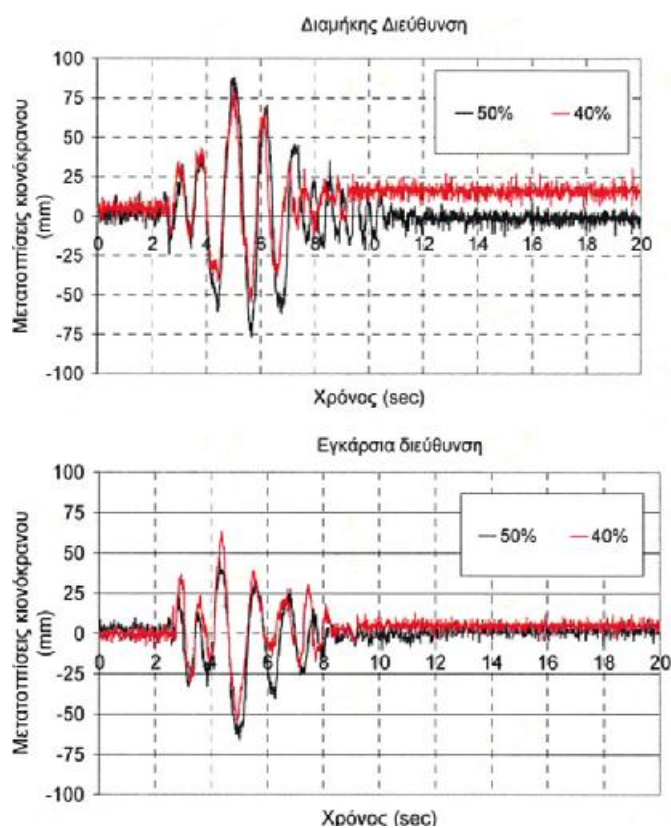 Διαμήκης Διεύθυνση
100
75
50
25
0
-25
-50
-75
-100
50% 40%
0 2 4 6 8 10 12 14 16 18 20
Μετατοπίσεις κιονόκρανου
(mm)
Χρόνος (sec)
Εγκάρσια διεύθυνση
100
75
50
25
0
-25
-50
-75
-100
50% 40%
0 2 4 6 8 10 12 14 16 18 20
Μετατοπίσεις κιονόκρανου
(mm)
Χρόνος (sec)